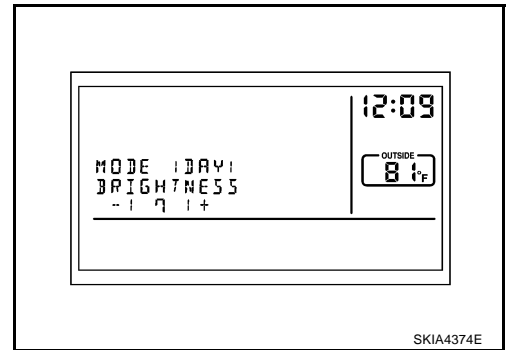 12:09
OUTSIDE
81°F
MODE |DAY|
BRIGHTNESS
-| 7 |+
SKIA4374E